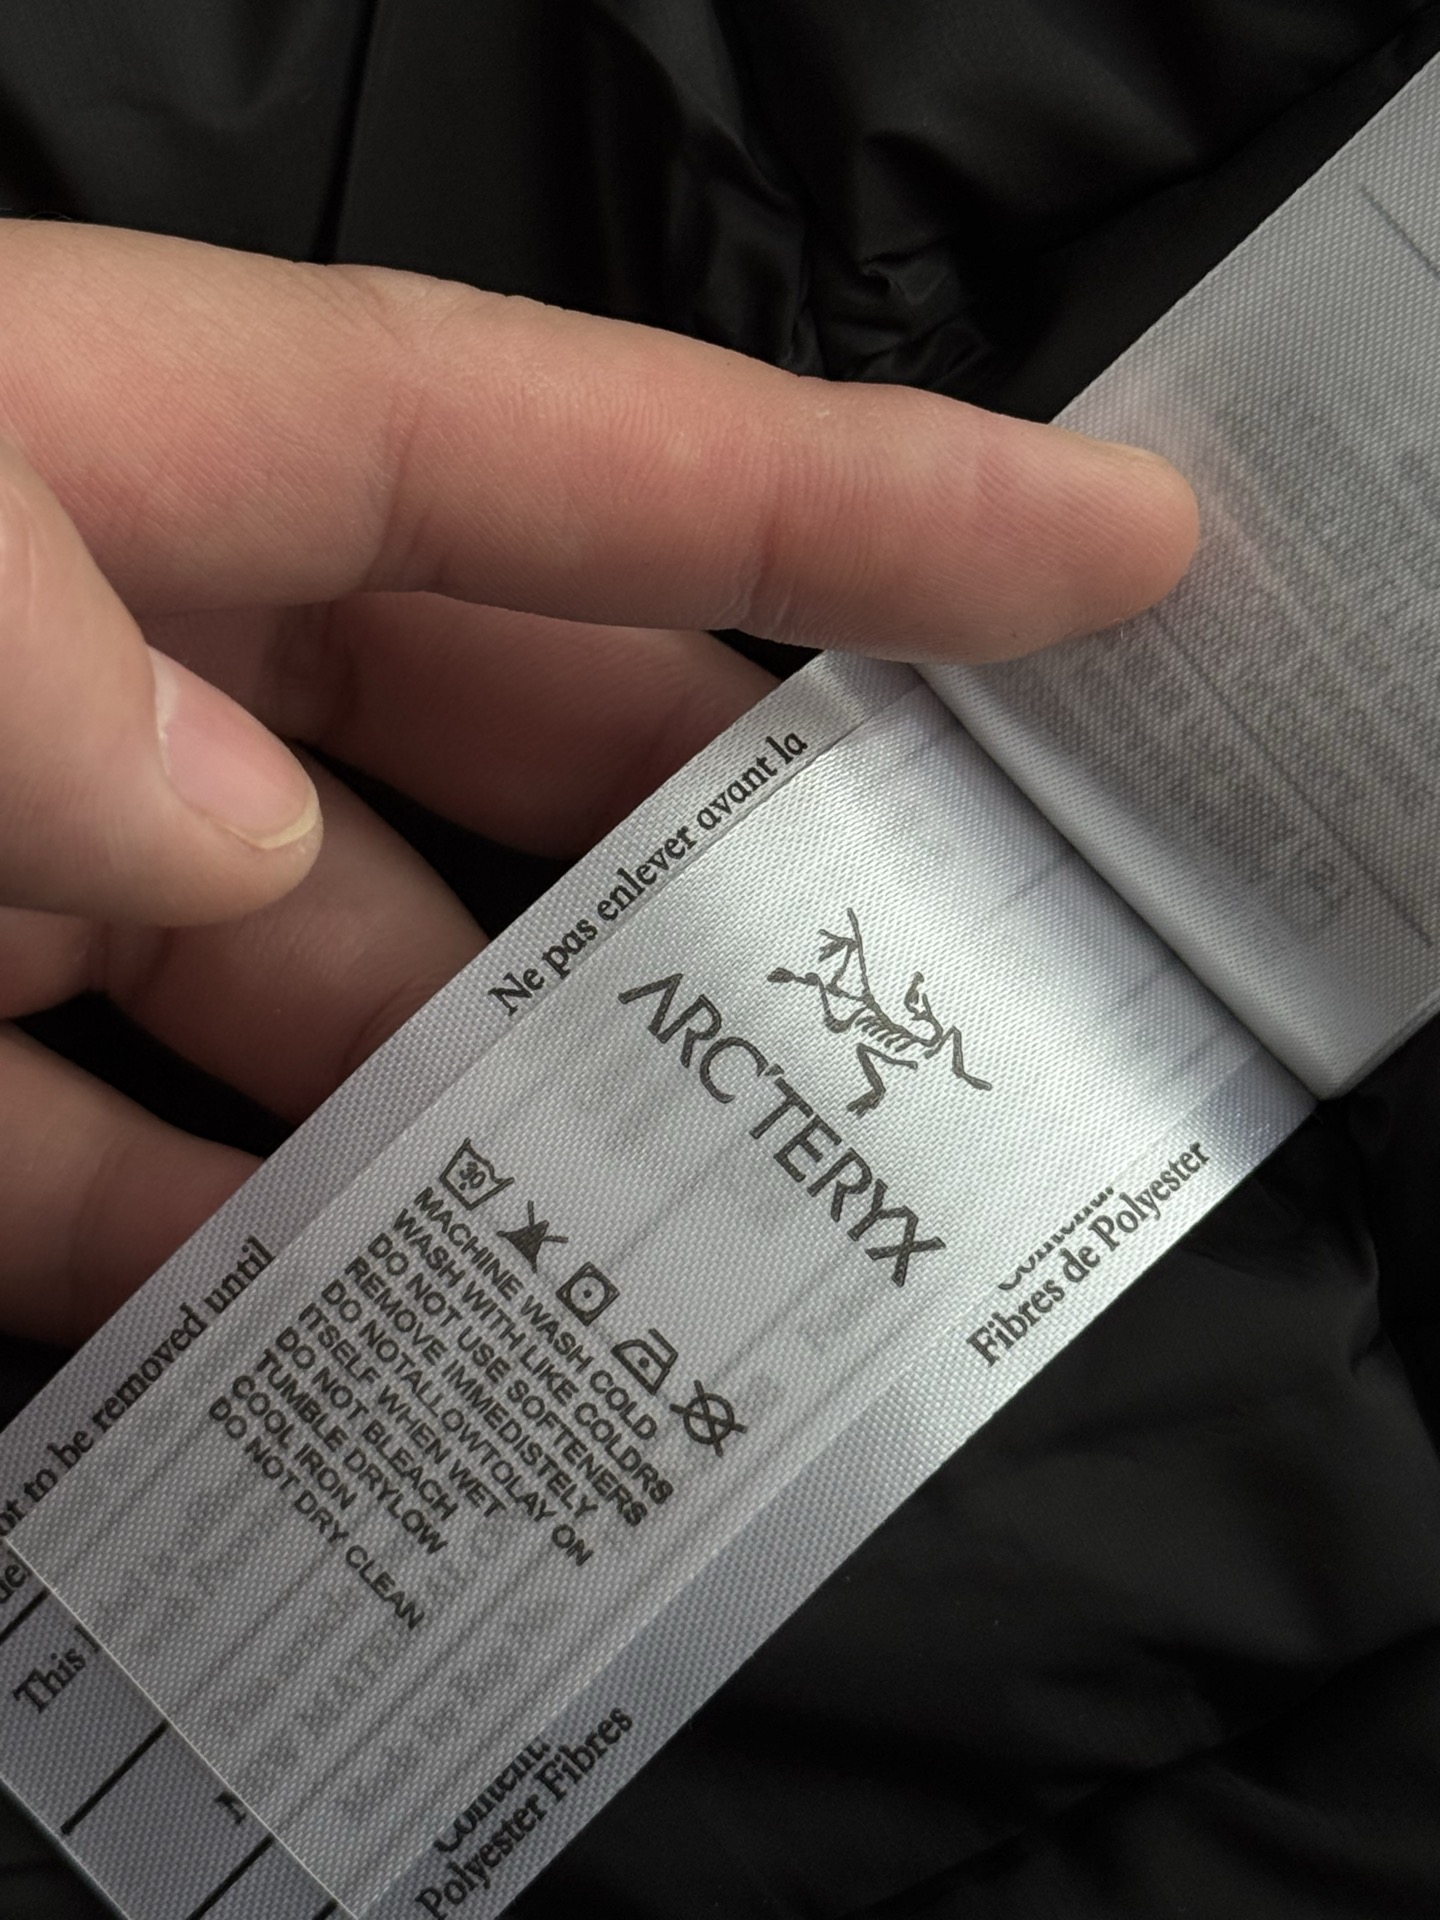 Ne pas enlever avant la
ARC'TERYX
30
MACHINE WASH COLD
WASH WITH LIKE COLDRS
DO NOT USE SOFTENERS
REMOVE IMMEDISTELY
DO NOTALLOWTOLAY ON
ITSELF WHEN WET
DO NOT BLEACH
TUMBLE DRYLOW
COOL IRON
DO NOT DRY CLEAN
Fibres de Polyester
to be removed until
This
Polyester Fibres